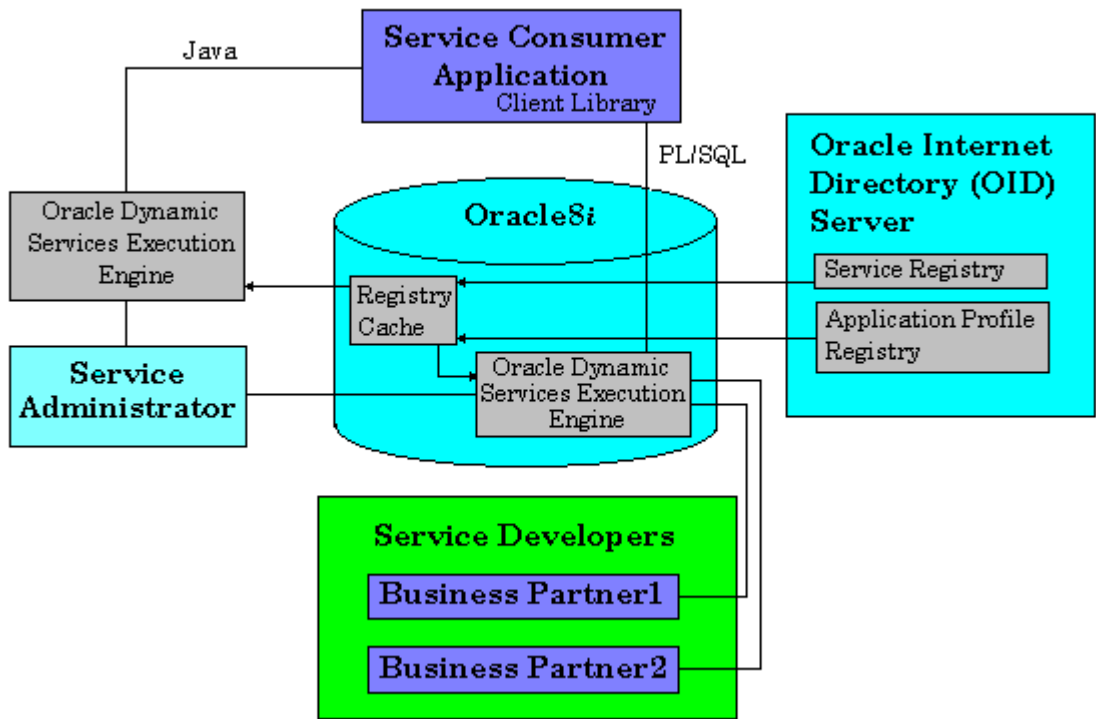 Service Consumer
Application
Client Library
Java
PL/SQL
Oracle Internet
Directory (OID)
Server
Service Registry
Application Profile
Registry
Oracle8i
Registry
Cache
Oracle Dynamic
Services Execution
Engine
Oracle Dynamic
Services Execution
Engine
Service
Administrator
Service Developers
Business Partner1
Business Partner2